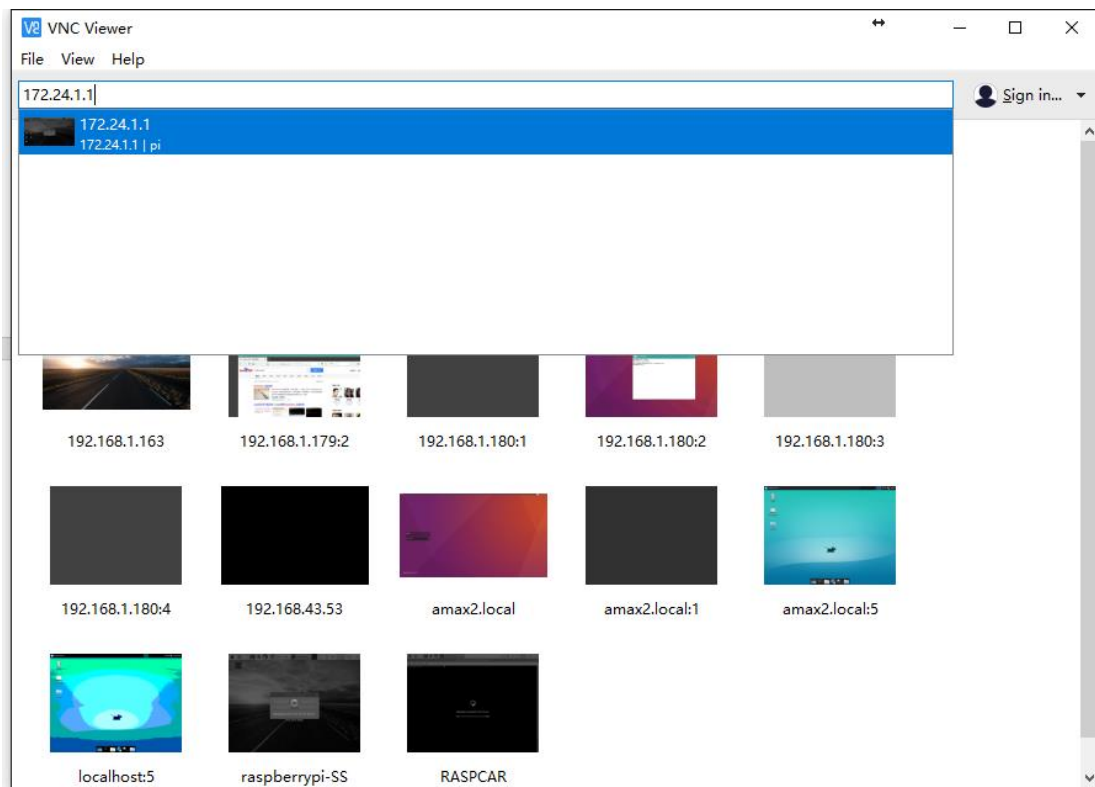 VNC Viewer
File View Help
172.24.1.1
Sign in...
172.24.1.1
172.24.1.1 | pi
192.168.1.163 192.168.1.179:2 192.168.1.180:1 192.168.1.180:2 192.168.1.180:3
192.168.1.180:4 192.168.43.53 amax2.local amax2.local:1 amax2.local:5
localhost:5 raspberrypi-SS RASPCAR